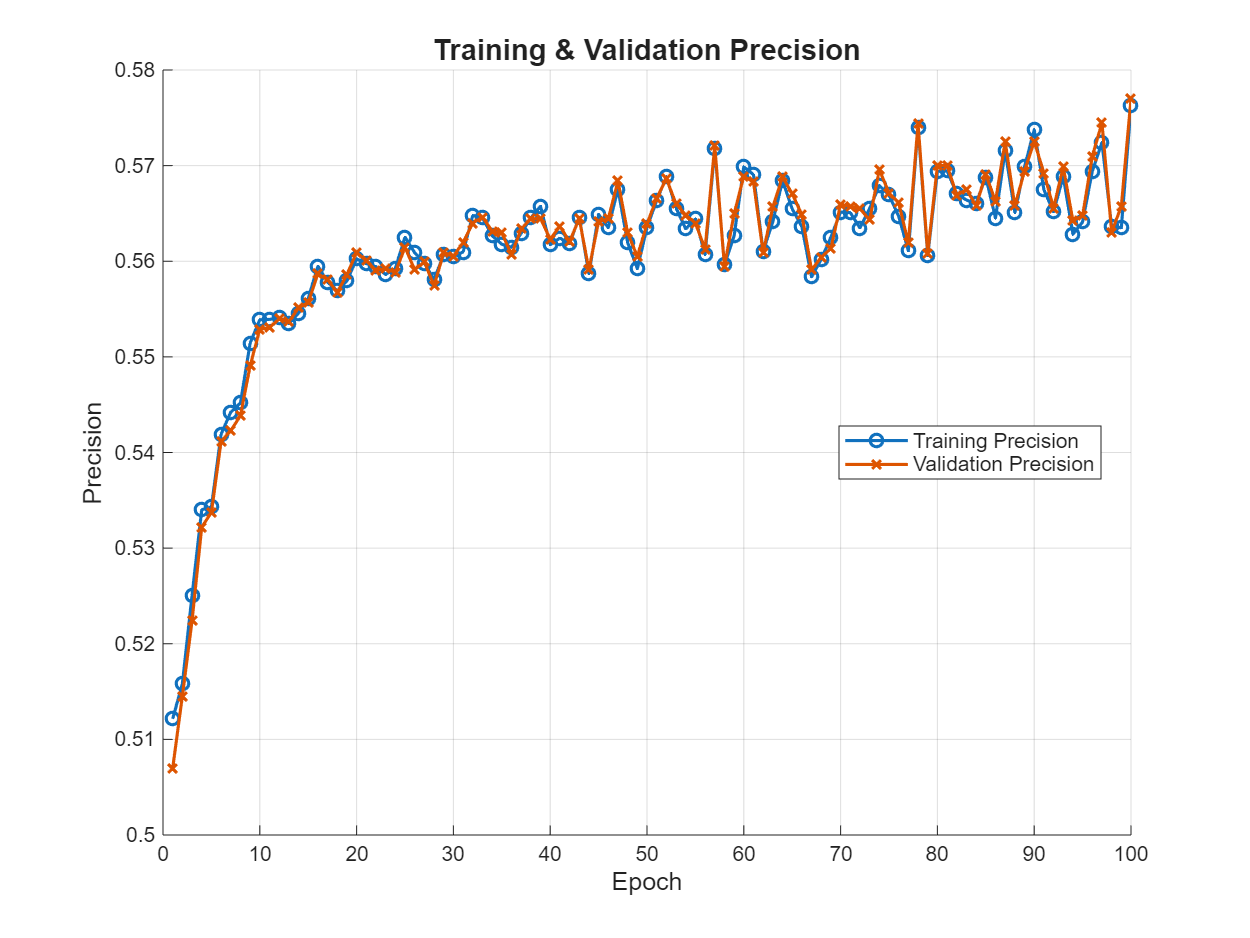 Training & Validation Precision
0.58
0.57
0.56
0.55
0.54
0.53
0.52
0.51
0.5
Precision
Training Precision
Validation Precision
0 10 20 30 40 50 60 70 80 90 100
Epoch